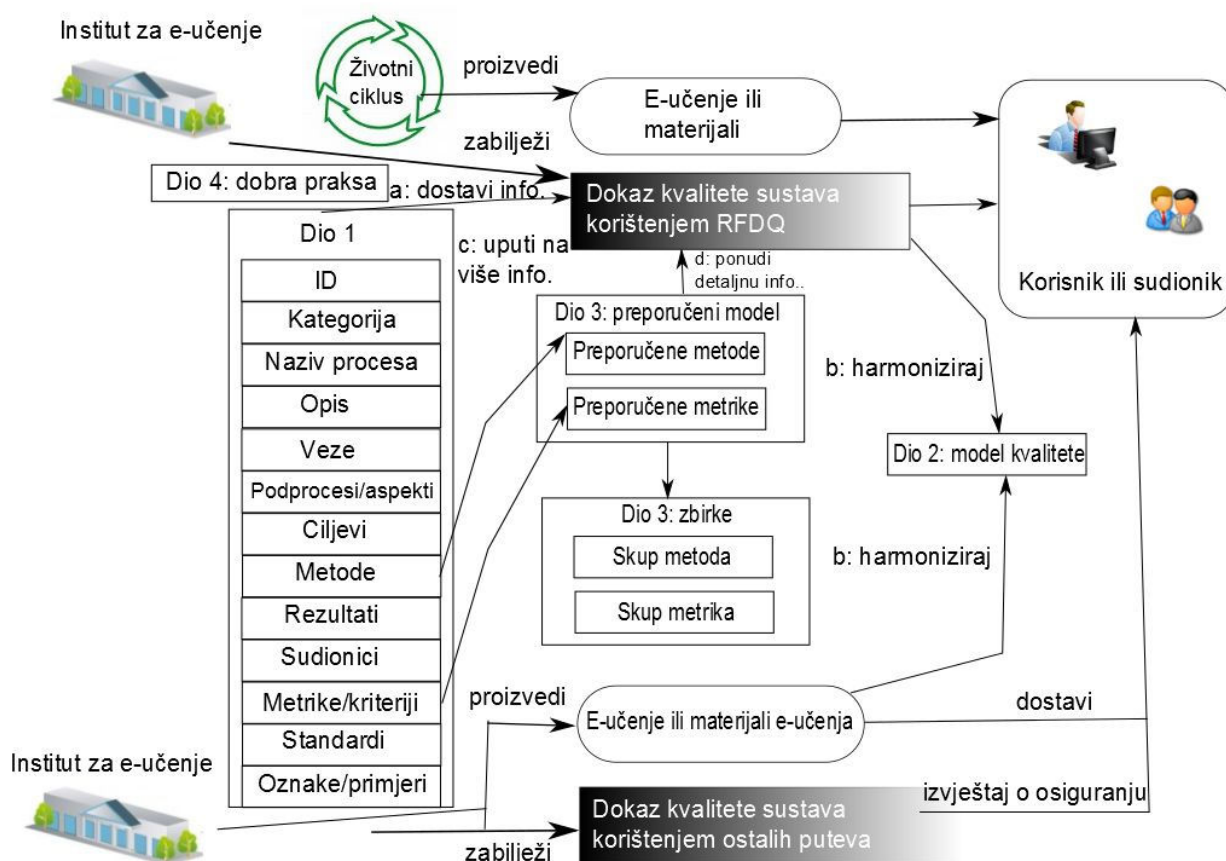 Institut za e-učenje
Životni
ciklus
proizvedi
E-učenje ili
materijali
zabilježi
Dio 4: dobra praksa
a: dostavi info.
Dokaz kvalitete sustava
korištenjem RFDQ
Korisnik ili sudionik
Dio 1
ID
Kategorija
Naziv procesa
Opis
Veze
Podprocesi/aspekti
Ciljevi
Metode
Rezultati
Sudionici
Metrike/kriteriji
Standardi
Oznake/primjeri
c: uputi na
više info.
d: ponudi
detaljnu info..
Dio 3: preporučeni model
Preporučene metode
Preporučene metrike
b: harmoniziraj
Dio 2: model kvalitete
Dio 3: zbirke
Skup metoda
Skup metrika
b: harmoniziraj
proizvedi
E-učenje ili materijali e-učenja
dostavi
Institut za e-učenje
zabilježi
Dokaz kvalitete sustava
korištenjem ostalih puteva
izvještaj o osiguranju